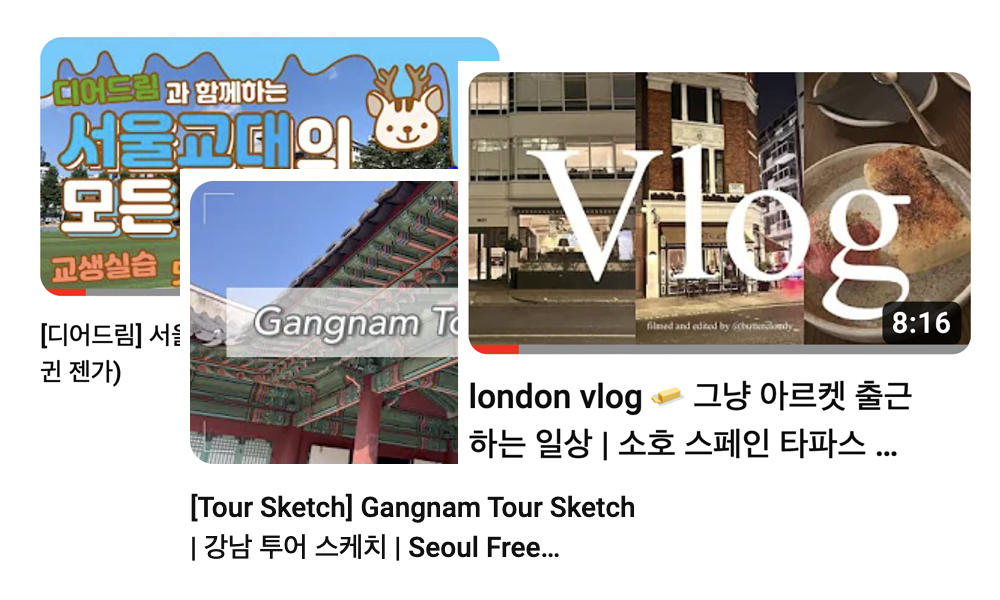 디어드림과 함께하는
서울교대의
모든
교생실습
[디어드림] 서울
귄 젠가)
Gangnam To
[Tour Sketch] Gangnam Tour Sketch
| 강남 투어 스케치 | Seoul Free...
Vlog
filmed and edited by @buttercloudy_
8:16
london vlog 🧈 그냥 아르켓 출근
하는 일상 | 소호 스페인 타파스 ...